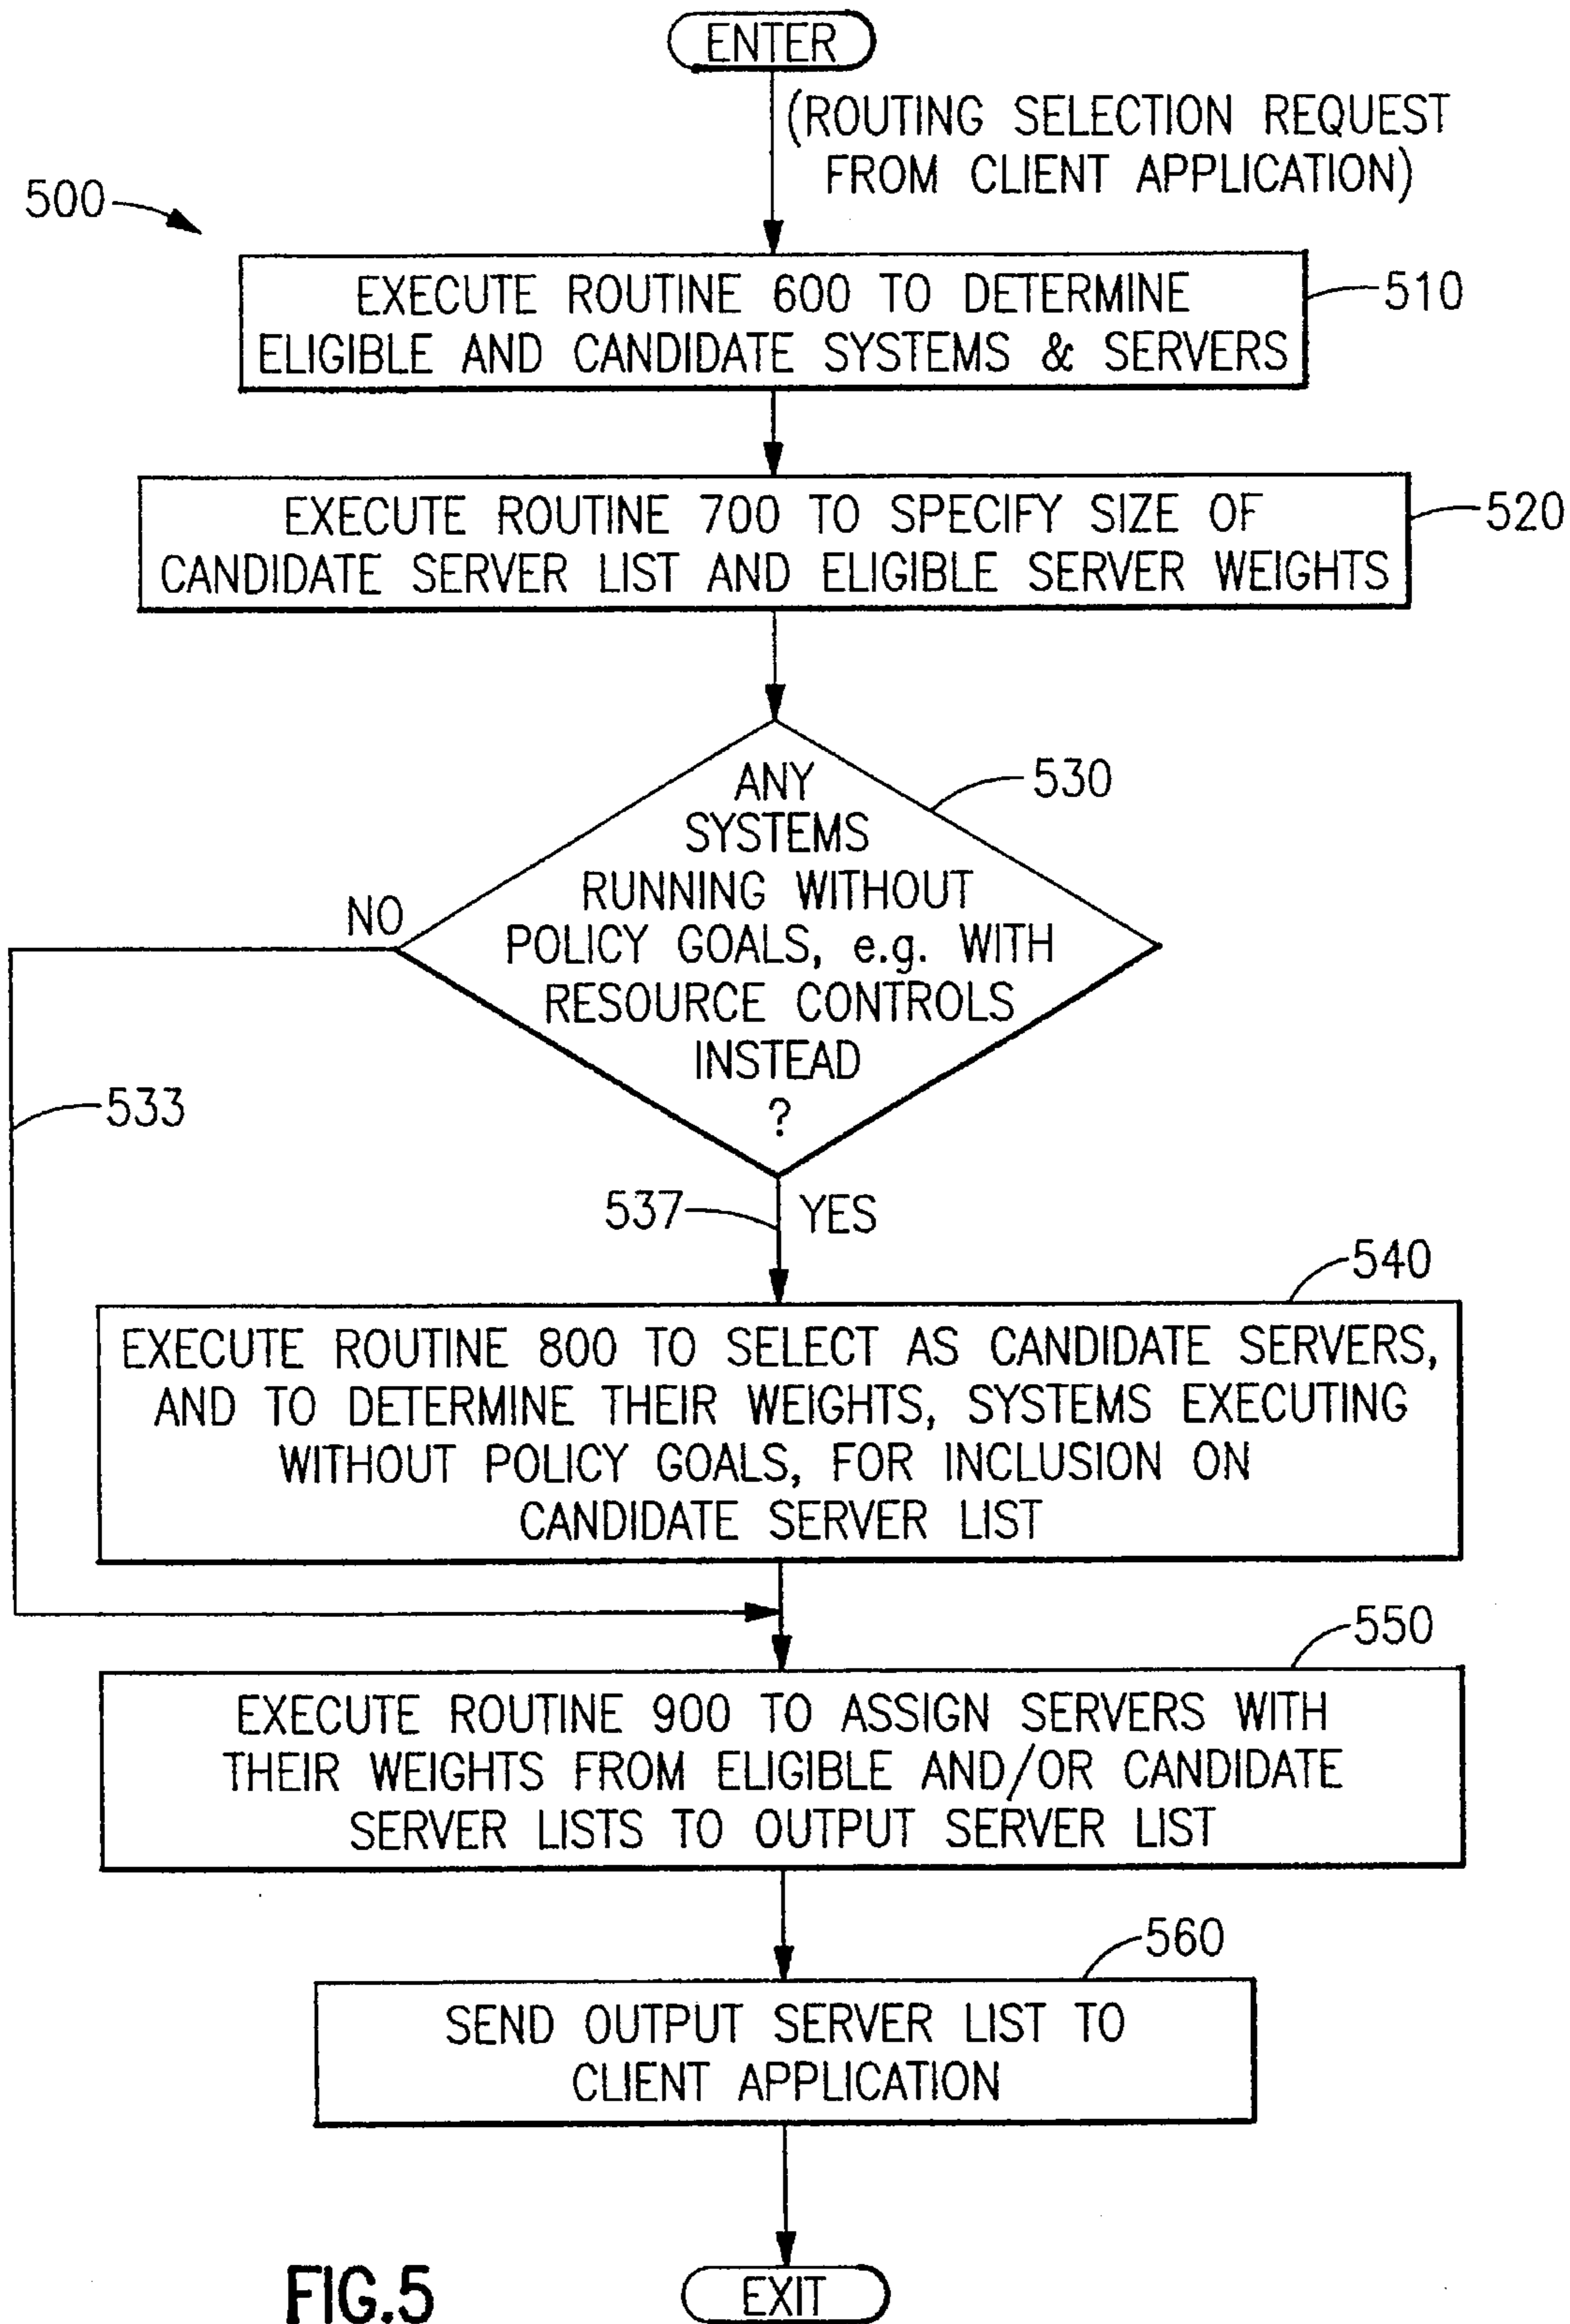 ENTER
(ROUTING SELECTION REQUEST
FROM CLIENT APPLICATION)
500
EXECUTE ROUTINE 600 TO DETERMINE
ELIGIBLE AND CANDIDATE SYSTEMS & SERVERS
510
EXECUTE ROUTINE 700 TO SPECIFY SIZE OF
CANDIDATE SERVER LIST AND ELIGIBLE SERVER WEIGHTS
520
ANY
SYSTEMS
RUNNING WITHOUT
POLICY GOALS, e.g. WITH
RESOURCE CONTROLS
INSTEAD
?
530
NO
533
537
YES
540
EXECUTE ROUTINE 800 TO SELECT AS CANDIDATE SERVERS,
AND TO DETERMINE THEIR WEIGHTS, SYSTEMS EXECUTING
WITHOUT POLICY GOALS, FOR INCLUSION ON
CANDIDATE SERVER LIST
550
EXECUTE ROUTINE 900 TO ASSIGN SERVERS WITH
THEIR WEIGHTS FROM ELIGIBLE AND/OR CANDIDATE
SERVER LISTS TO OUTPUT SERVER LIST
560
SEND OUTPUT SERVER LIST TO
CLIENT APPLICATION
EXIT
FIG.5